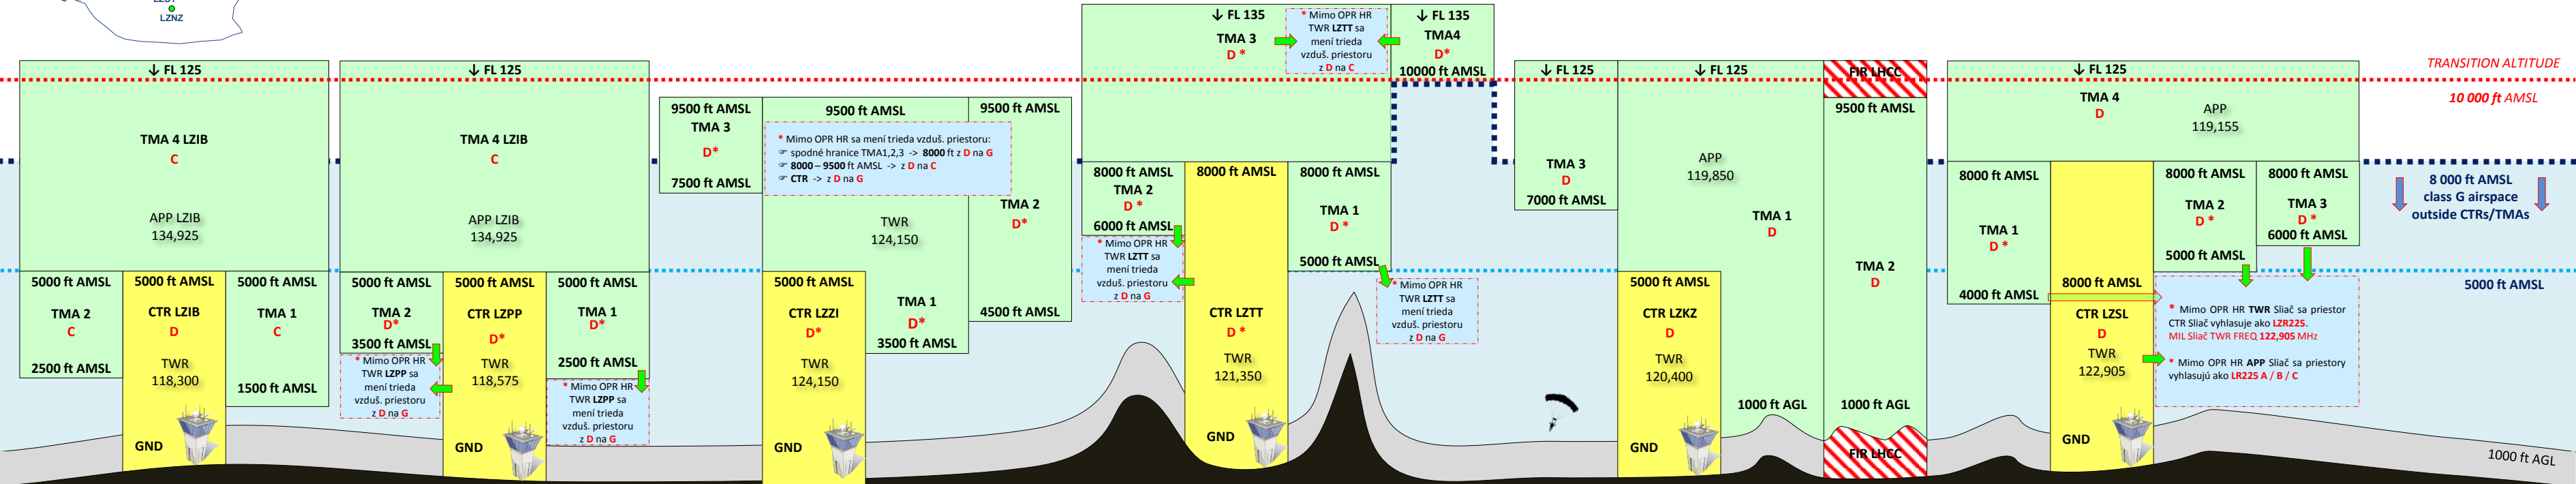 LZNZ
↓ FL 125
TMA 4 LZIB
C
APP LZIB
134,925
5000 ft AMSL
TMA 2
C
2500 ft AMSL
5000 ft AMSL
CTR LZIB
D
TWR
118,300
GND
5000 ft AMSL
TMA 1
C
1500 ft AMSL
↓ FL 125
TMA 4 LZIB
C
APP LZIB
134,925
5000 ft AMSL
TMA 2
D*
3500 ft AMSL
* Mimo OPR HR
TWR LZPP sa
mení trieda
vzduš. priestoru
z D na G
5000 ft AMSL
CTR LZPP
D*
TWR
118,575
GND
5000 ft AMSL
TMA 1
D*
2500 ft AMSL
* Mimo OPR HR
TWR LZPP sa
mení trieda
vzduš. priestoru
z D na G
9500 ft AMSL
TMA 3
D*
7500 ft AMSL
9500 ft AMSL
* Mimo OPR HR sa mení trieda vzduš. priestoru:
☞ spodné hranice TMA1,2,3 -> 8000 ft z D na G
☞ 8000 – 9500 ft AMSL -> z D na C
☞ CTR -> z D na G
TWR
124,150
5000 ft AMSL
CTR LZZI
D*
TWR
124,150
GND
TMA 1
D*
3500 ft AMSL
9500 ft AMSL
TMA 2
D*
4500 ft AMSL
↓ FL 135
TMA 3
D *
* Mimo OPR HR
TWR LZTT sa
mení trieda
vzduš. priestoru
z D na C
↓ FL 135
TMA4
D*
10000 ft AMSL
8000 ft AMSL
TMA 2
D *
6000 ft AMSL
* Mimo OPR HR
TWR LZTT sa
mení trieda
vzduš. priestoru
z D na G
8000 ft AMSL
CTR LZTT
D *
TWR
121,350
GND
8000 ft AMSL
TMA 1
D *
5000 ft AMSL
* Mimo OPR HR
TWR LZTT sa
mení trieda
vzduš. priestoru
z D na G
↓ FL 125
TMA 3
D
7000 ft AMSL
↓ FL 125
APP
119,850
TMA 1
D
5000 ft AMSL
CTR LZKZ
D
TWR
120,400
GND
1000 ft AGL
FIR LHCC
9500 ft AMSL
TMA 2
D
1000 ft AGL
FIR LHCC
↓ FL 125
TMA 4
D
APP
119,155
8000 ft AMSL
TMA 1
D *
4000 ft AMSL
8000 ft AMSL
CTR LZSL
D
TWR
122,905
GND
8000 ft AMSL
TMA 2
D *
5000 ft AMSL
8000 ft AMSL
TMA 3
D *
6000 ft AMSL
* Mimo OPR HR TWR Sliač sa priestor
CTR Sliač vyhlasuje ako LZR225.
MIL Sliač TWR FREQ 122,905 MHz
* Mimo OPR HR APP Sliač sa priestory
vyhlasujú ako LR225 A / B / C
TRANSITION ALTITUDE
10 000 ft AMSL
8 000 ft AMSL
class G airspace
outside CTRs/TMAs
5000 ft AMSL
1000 ft AGL